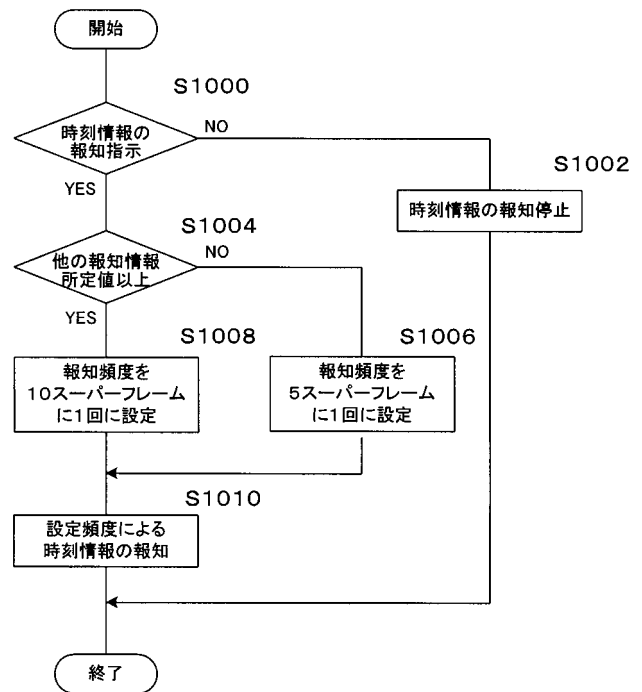 開始
S1000
時刻情報の
報知指示
NO
YES
S1002
時刻情報の報知停止
S1004
他の報知情報
所定値以上
NO
YES
S1008
報知頻度を
10スーパーフレーム
に1回に設定
S1006
報知頻度を
5スーパーフレーム
に1回に設定
S1010
設定頻度による
時刻情報の報知
終了